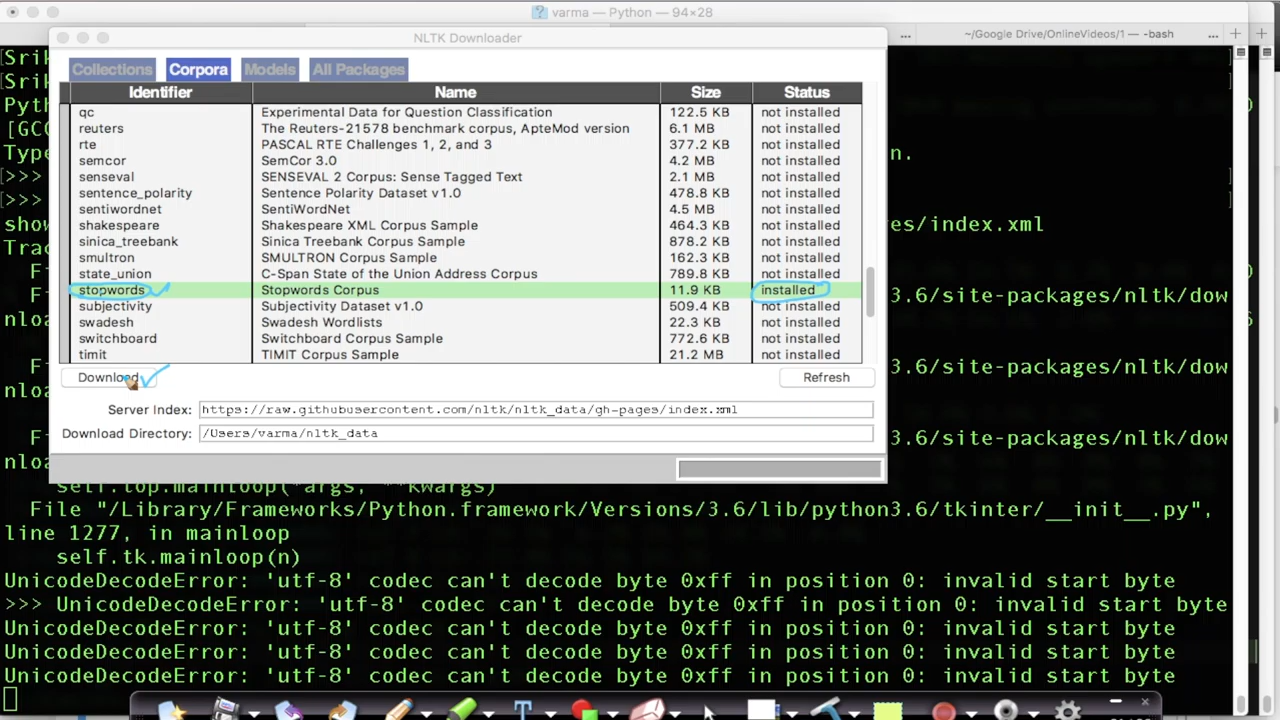 varma — Python — 94×28
NLTK Downloader
... ~/Google Drive/OnlineVideos/1 — -bash ...
Collections Corpora Models All Packages
Identifier Name Size Status
qc Experimental Data for Question Classification 122.5 KB not installed
reuters The Reuters-21578 benchmark corpus, ApteMod version 6.1 MB not installed
rte PASCAL RTE Challenges 1, 2, and 3 377.2 KB not installed
semcor SemCor 3.0 4.2 MB not installed
senseval SENSEVAL 2 Corpus: Sense Tagged Text 2.1 MB not installed
sentence_polarity Sentence Polarity Dataset v1.0 478.8 KB not installed
sentiwordnet SentiWordNet 4.5 MB not installed
shakespeare Shakespeare XML Corpus Sample 464.3 KB not installed
sinica_treebank Sinica Treebank Corpus Sample 878.2 KB not installed
smultron SMULTRON Corpus Sample 162.3 KB not installed
state_union C-Span State of the Union Address Corpus 789.8 KB not installed
stopwords Stopwords Corpus 11.9 KB installed
subjectivity Subjectivity Dataset v1.0 509.4 KB not installed
swadesh Swadesh Wordlists 22.3 KB not installed
switchboard Switchboard Corpus Sample 772.6 KB not installed
timit TIMIT Corpus Sample 21.2 MB not installed
Download Refresh
Server Index: https://raw.githubusercontent.com/nltk/nltk_data/gh-pages/index.xml
Download Directory: /Users/varma/nltk_data
[Srik
[Srik
Pyth
[GCC
Type n.
[>>>
[>>>
show es/index.xml
Trac
Fi
Fi 3.6/site-packages/nltk/dow
nloa
Fi 3.6/site-packages/nltk/dow
nloa
Fi 3.6/site-packages/nltk/dow
nloa
self.top.mainloop(*args, **kwargs)
File "/Library/Frameworks/Python.framework/Versions/3.6/lib/python3.6/tkinter/__init__.py",
line 1277, in mainloop
self.tk.mainloop(n)
UnicodeDecodeError: 'utf-8' codec can't decode byte 0xff in position 0: invalid start byte
>>> UnicodeDecodeError: 'utf-8' codec can't decode byte 0xff in position 0: invalid start byte
UnicodeDecodeError: 'utf-8' codec can't decode byte 0xff in position 0: invalid start byte
UnicodeDecodeError: 'utf-8' codec can't decode byte 0xff in position 0: invalid start byte
UnicodeDecodeError: 'utf-8' codec can't decode byte 0xff in position 0: invalid start byte